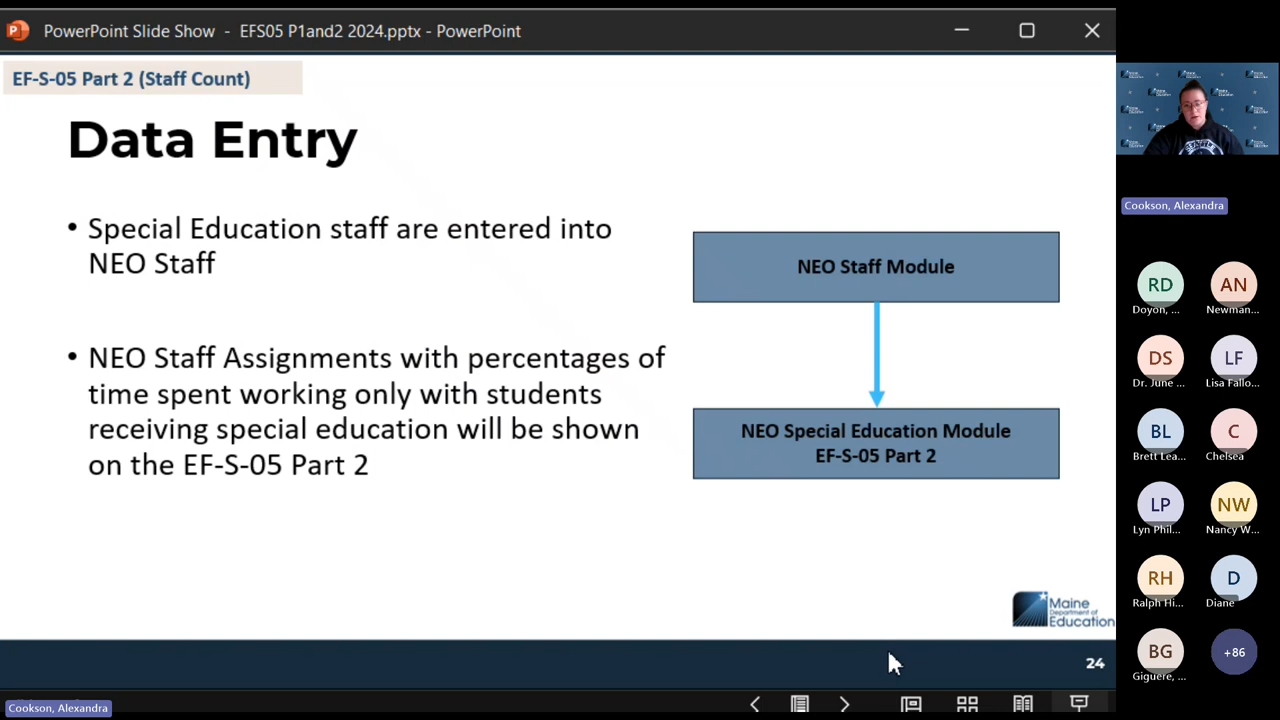 PowerPoint Slide Show - EFS05 P1and2 2024.pptx - PowerPoint
EF-S-05 Part 2 (Staff Count)
Data Entry
• Special Education staff are entered into
NEO Staff
• NEO Staff Assignments with percentages of
time spent working only with students
receiving special education will be shown
on the EF-S-05 Part 2
NEO Staff Module
NEO Special Education Module
EF-S-05 Part 2
Maine
Department of
Education
24
Cookson, Alexandra
Cookson, Alexandra
RD
Doyon, ...
AN
Newman...
DS
Dr. June ...
LF
Lisa Fallo...
BL
Brett Lea...
C
Chelsea
LP
Lyn Phil...
NW
Nancy W...
RH
Ralph Hi...
D
Diane
BG
Giguere, ...
+86